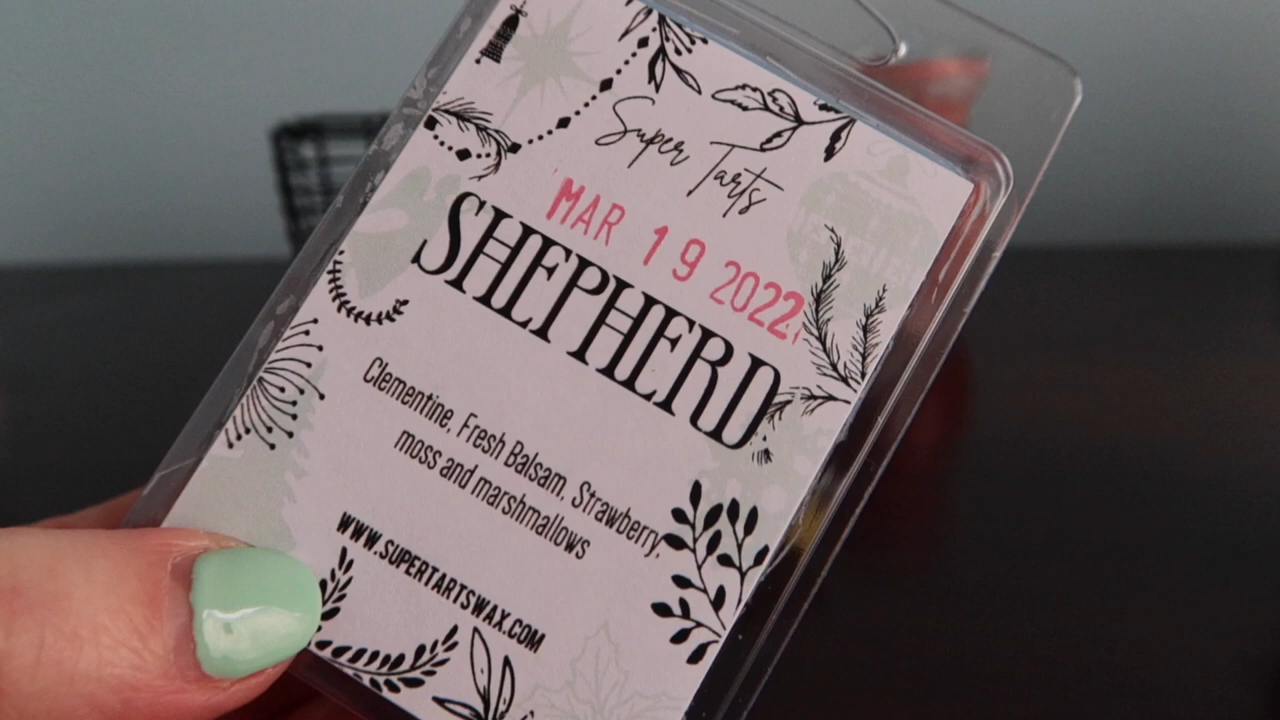 Super Tarts
MAR 19 2022
SHEPHERD
Clementine, Fresh Balsam, Strawberry,
moss and marshmallows
WWW.SUPERTARTSWAX.COM